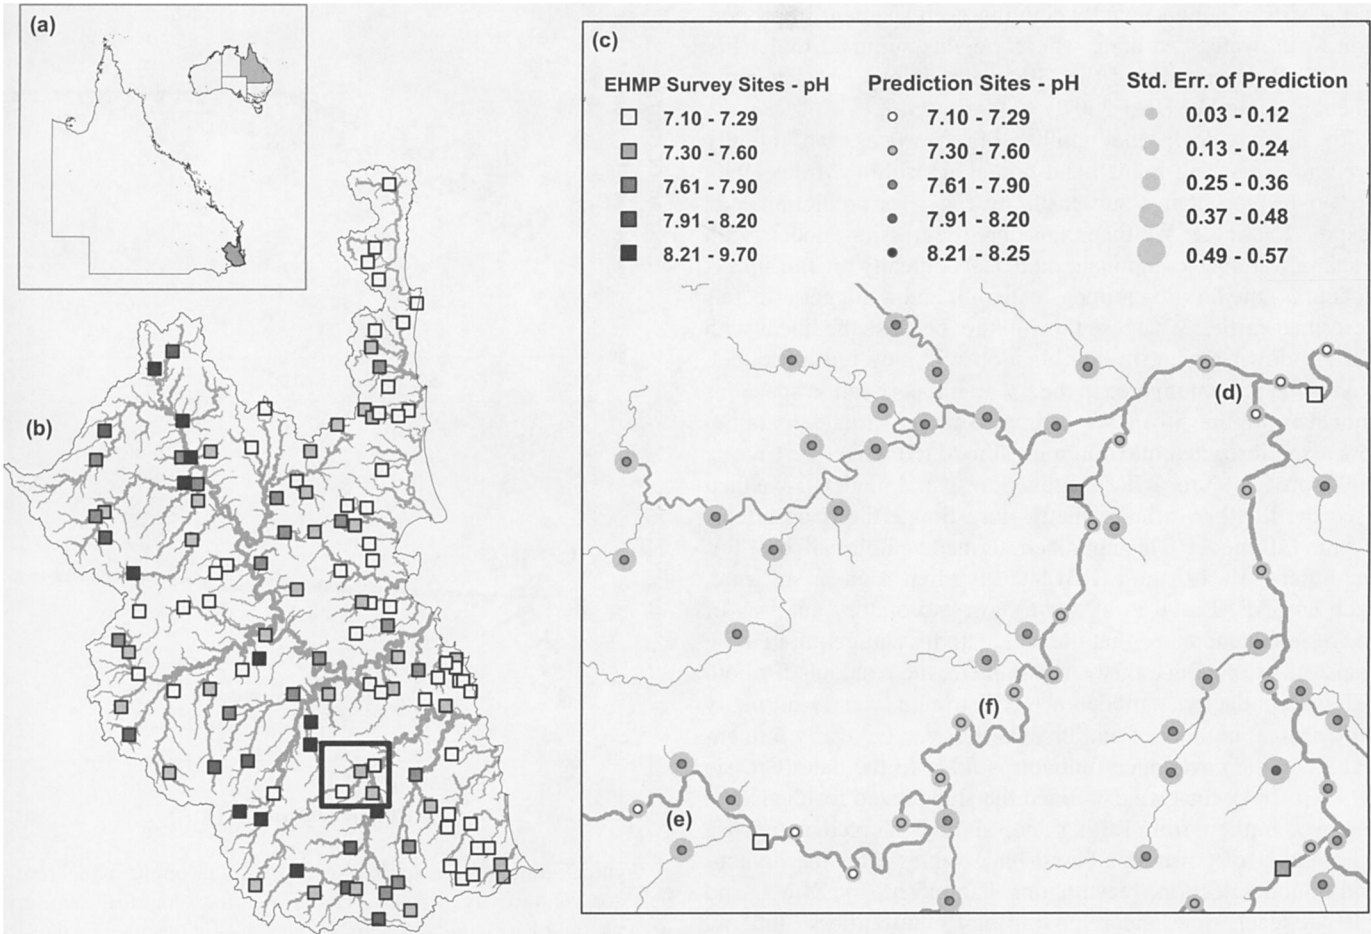 (a)
(b)
(c)
EHMP Survey Sites - pH
7.10 - 7.29
7.30 - 7.60
7.61 - 7.90
7.91 - 8.20
8.21 - 9.70
Prediction Sites - pH
7.10 - 7.29
7.30 - 7.60
7.61 - 7.90
7.91 - 8.20
8.21 - 8.25
Std. Err. of Prediction
0.03 - 0.12
0.13 - 0.24
0.25 - 0.36
0.37 - 0.48
0.49 - 0.57
(d)
(f)
(e)